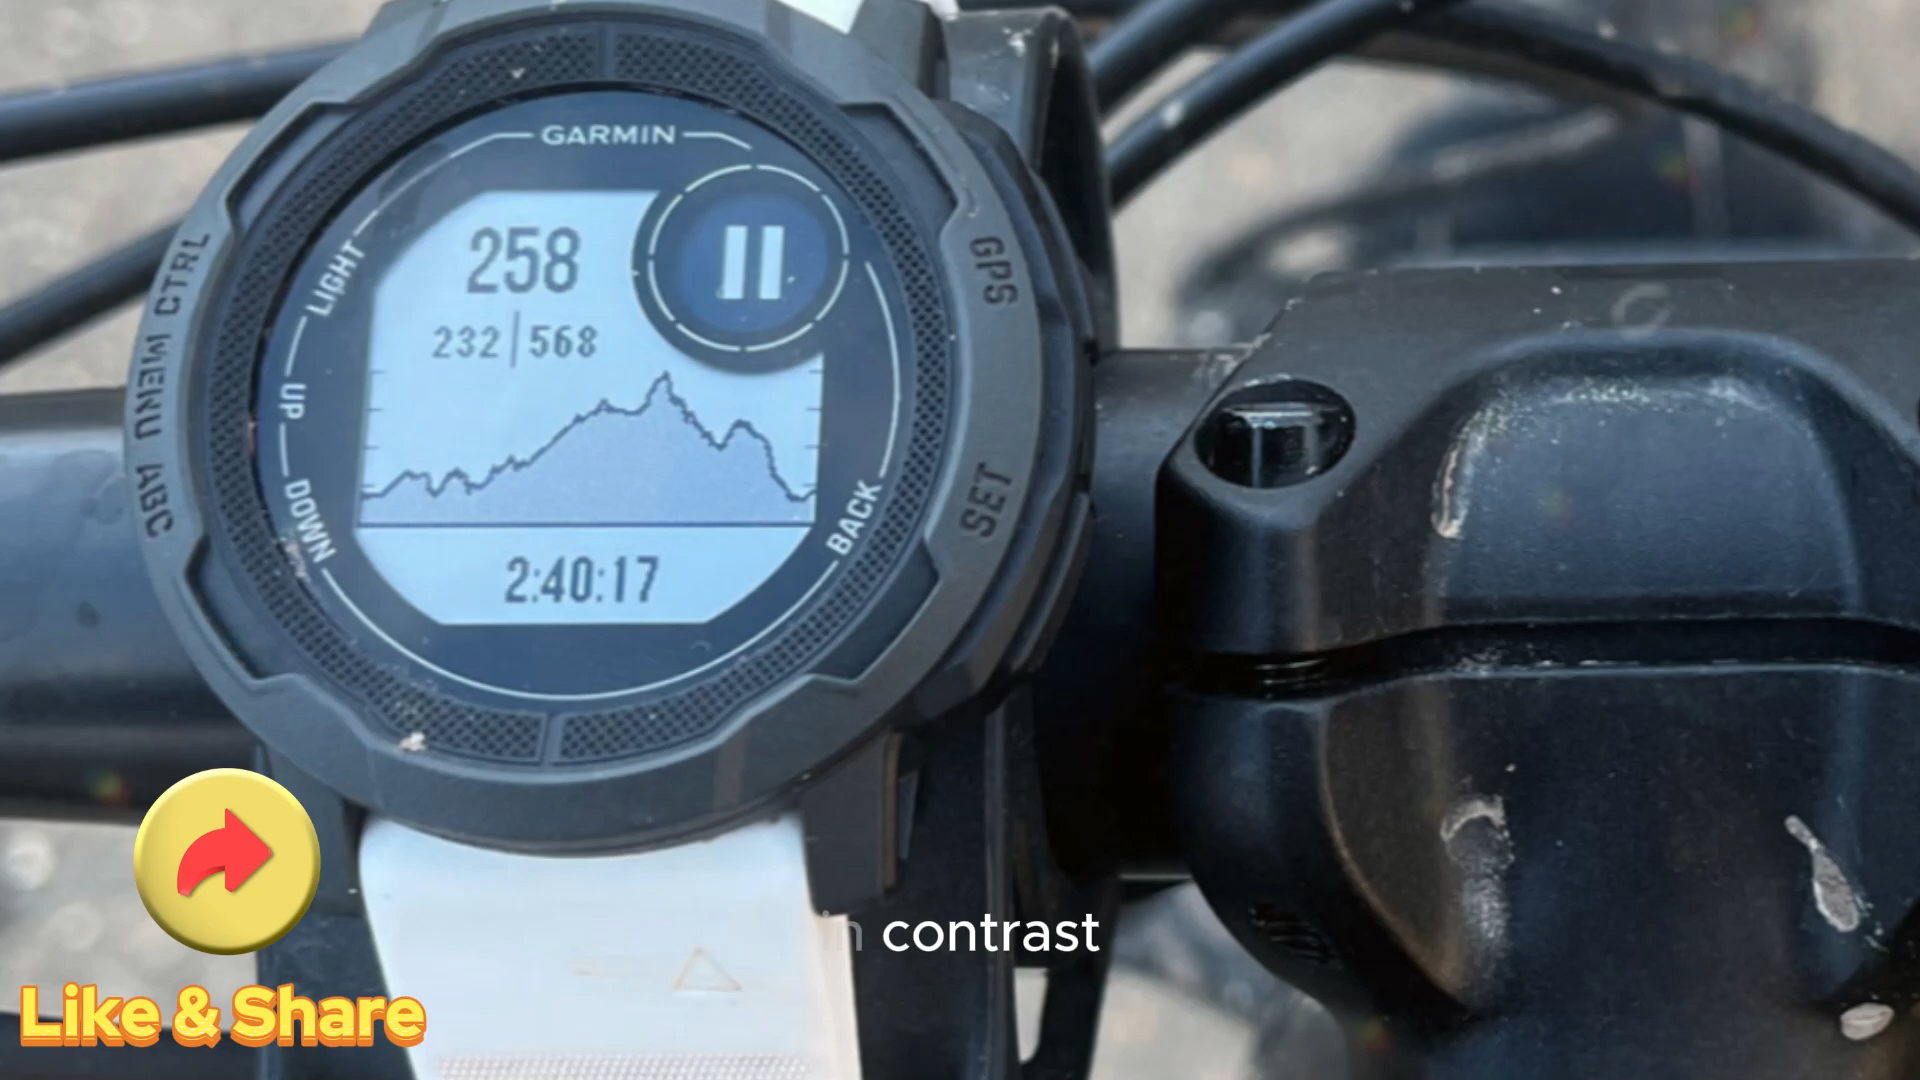 GARMIN
258
232|568
2:40:17
LIGHT
UP
DOWN
BACK
CTRL
MENU
ABC
GPS
SET
in contrast
Like & Share